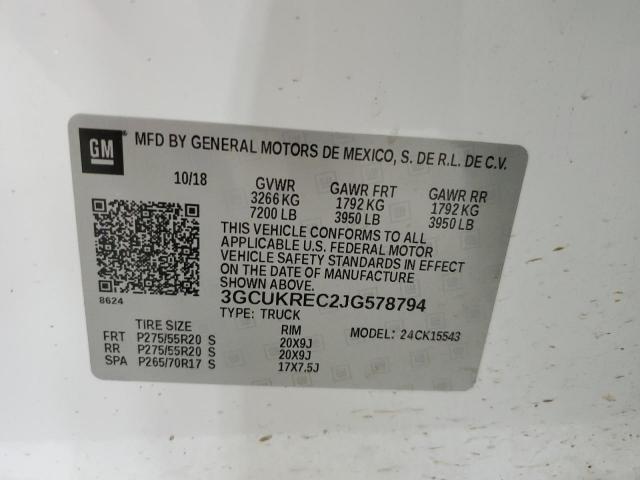 GM MFD BY GENERAL MOTORS DE MEXICO, S. DE R.L. DE C.V.
10/18 GVWR GAWR FRT GAWR RR
3266 KG 1792 KG 1792 KG
7200 LB 3950 LB 3950 LB
THIS VEHICLE CONFORMS TO ALL
APPLICABLE U.S. FEDERAL MOTOR
VEHICLE SAFETY STANDARDS IN EFFECT
ON THE DATE OF MANUFACTURE
SHOWN ABOVE.
8624 3GCUKREC2JG578794
TYPE: TRUCK
TIRE SIZE RIM MODEL: 24CK15543
FRT P275/55R20 S 20X9J
RR P275/55R20 S 20X9J
SPA P265/70R17 S 17X7.5J